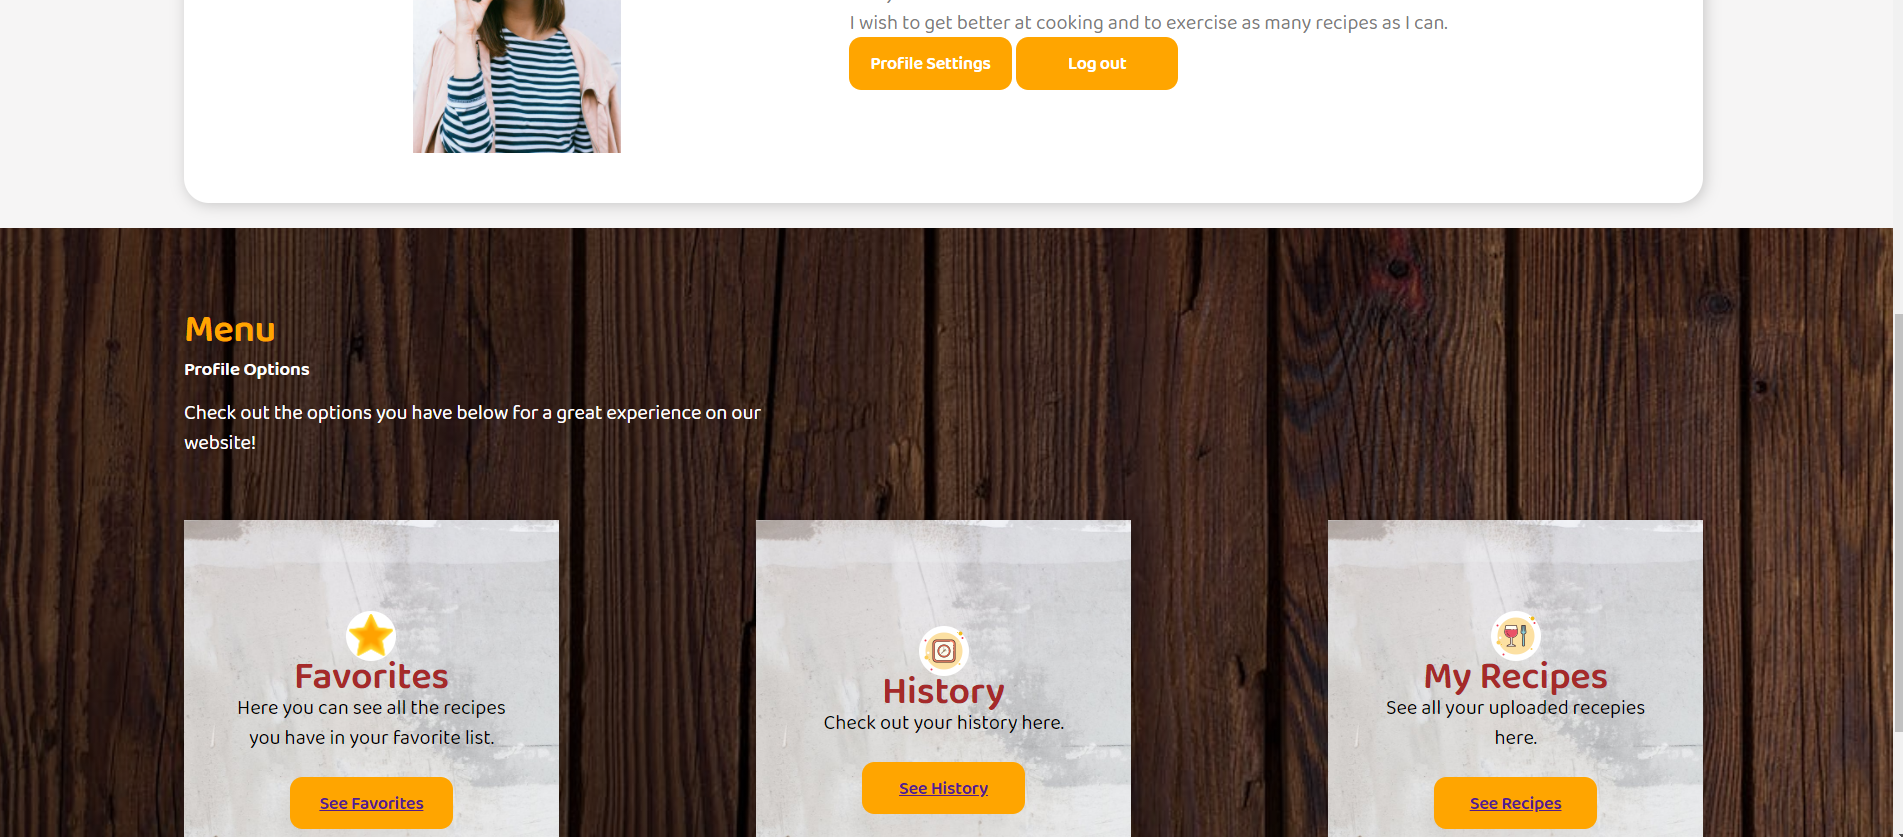 I wish to get better at cooking and to exercise as many recipes as I can.
Profile Settings
Log out
Menu
Profile Options
Check out the options you have below for a great experience on our
website!
Favorites
Here you can see all the recipes
you have in your favorite list.
See Favorites
History
Check out your history here.
See History
My Recipes
See all your uploaded recepies
here.
See Recipes